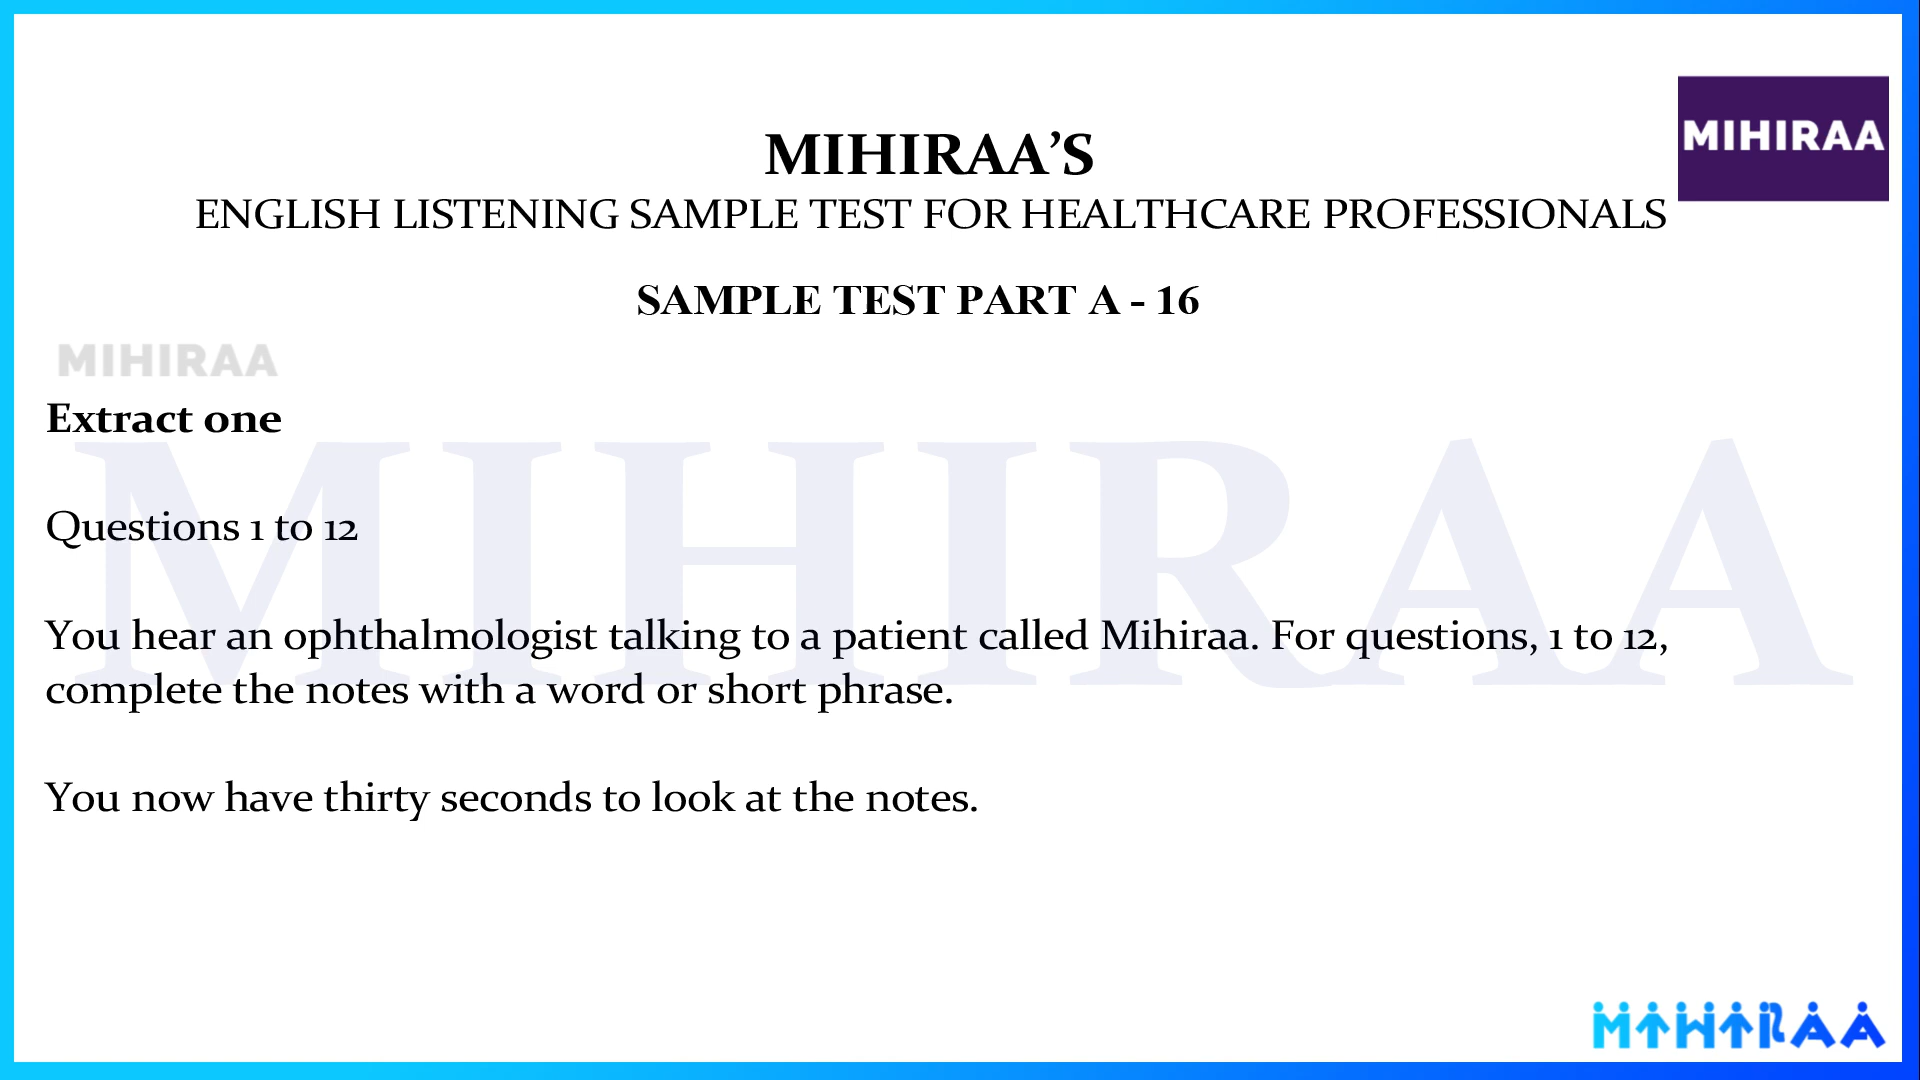 MIHIRAA
MIHIRAA'S
ENGLISH LISTENING SAMPLE TEST FOR HEALTHCARE PROFESSIONALS
SAMPLE TEST PART A - 16
MIHIRAA
Extract one
MIHIRAA
Questions 1 to 12
You hear an ophthalmologist talking to a patient called Mihiraa. For questions, 1 to 12,
complete the notes with a word or short phrase.
You now have thirty seconds to look at the notes.
MIHIRAA